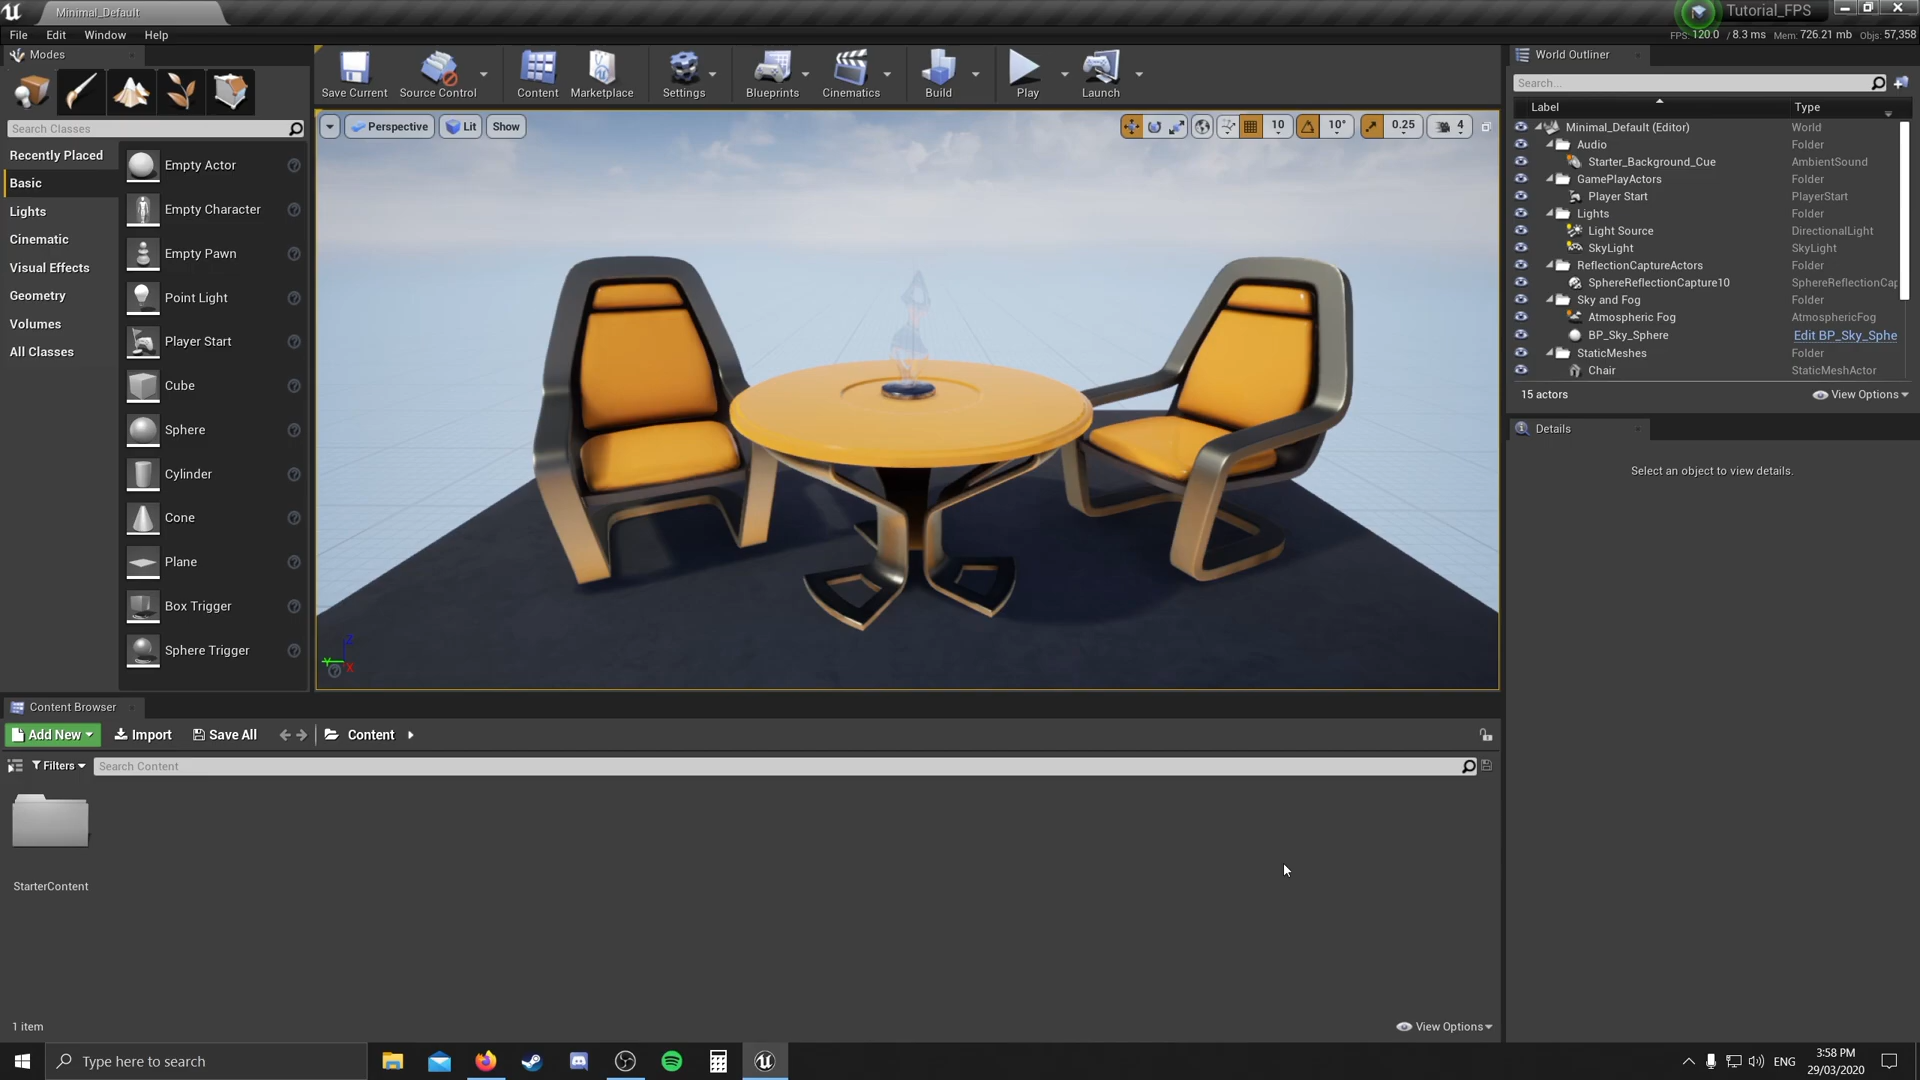 Minimal_Default
Tutorial_FPS
File Edit Window Help
FPS: 120.0 / 8.3 ms Mem: 726.21 mb Objs: 57,358
Modes
Save Current
Source Control
Content
Marketplace
Settings
Blueprints
Cinematics
Build
Play
Launch
Search Classes
Recently Placed
Basic
Lights
Cinematic
Visual Effects
Geometry
Volumes
All Classes
Empty Actor
Empty Character
Empty Pawn
Point Light
Player Start
Cube
Sphere
Cylinder
Cone
Plane
Box Trigger
Sphere Trigger
Perspective Lit Show
10 10° 0.25 4
Z
Y X
World Outliner
Search...
Label Type
Minimal_Default (Editor) World
Audio Folder
Starter_Background_Cue AmbientSound
GamePlayActors Folder
Player Start PlayerStart
Lights Folder
Light Source DirectionalLight
SkyLight SkyLight
ReflectionCaptureActors Folder
SphereReflectionCapture10 SphereReflectionCap
Sky and Fog Folder
Atmospheric Fog AtmosphericFog
BP_Sky_Sphere Edit BP_Sky_Sphe
StaticMeshes Folder
Chair StaticMeshActor
15 actors View Options
Details
Select an object to view details.
Content Browser
Add New Import Save All Content
Filters Search Content
StarterContent
1 item View Options
Type here to search
ENG
3:58 PM
29/03/2020